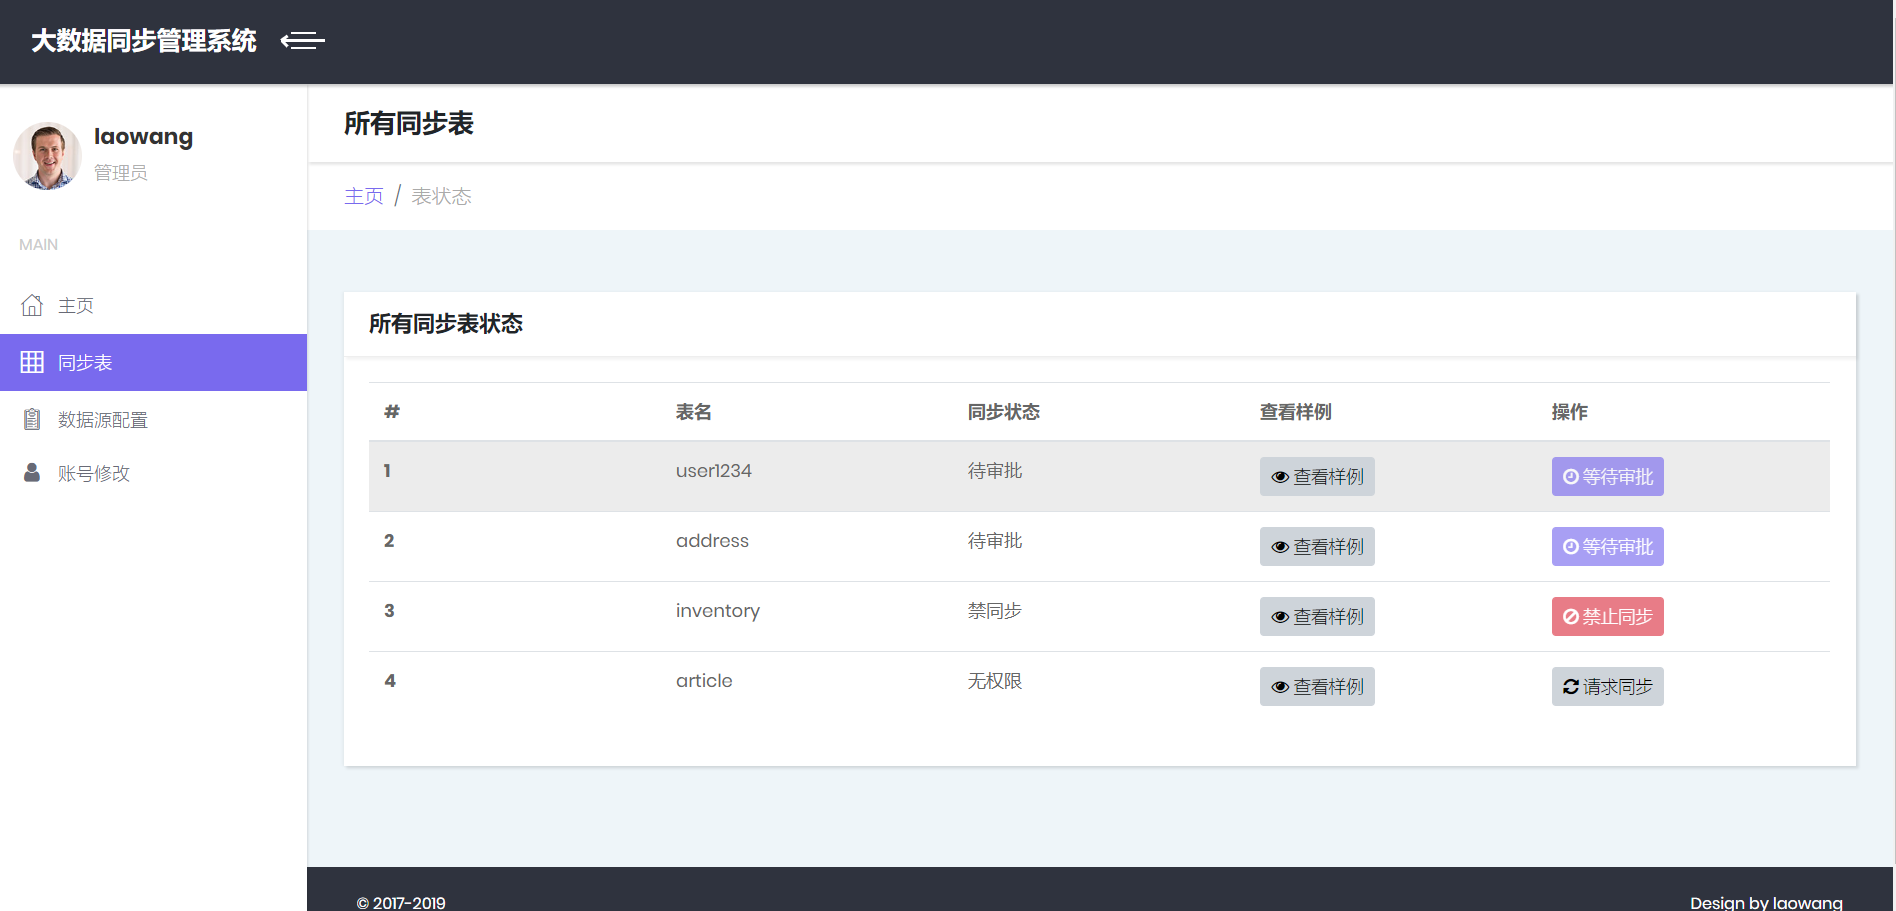 大数据同步管理系统
laowang
管理员
MAIN
主页
同步表
数据源配置
账号修改
所有同步表
主页 / 表状态
所有同步表状态
# 表名 同步状态 查看样例 操作
1 user1234 待审批 查看样例 等待审批
2 address 待审批 查看样例 等待审批
3 inventory 禁同步 查看样例 禁止同步
4 article 无权限 查看样例 请求同步
© 2017-2019 Design by laowang